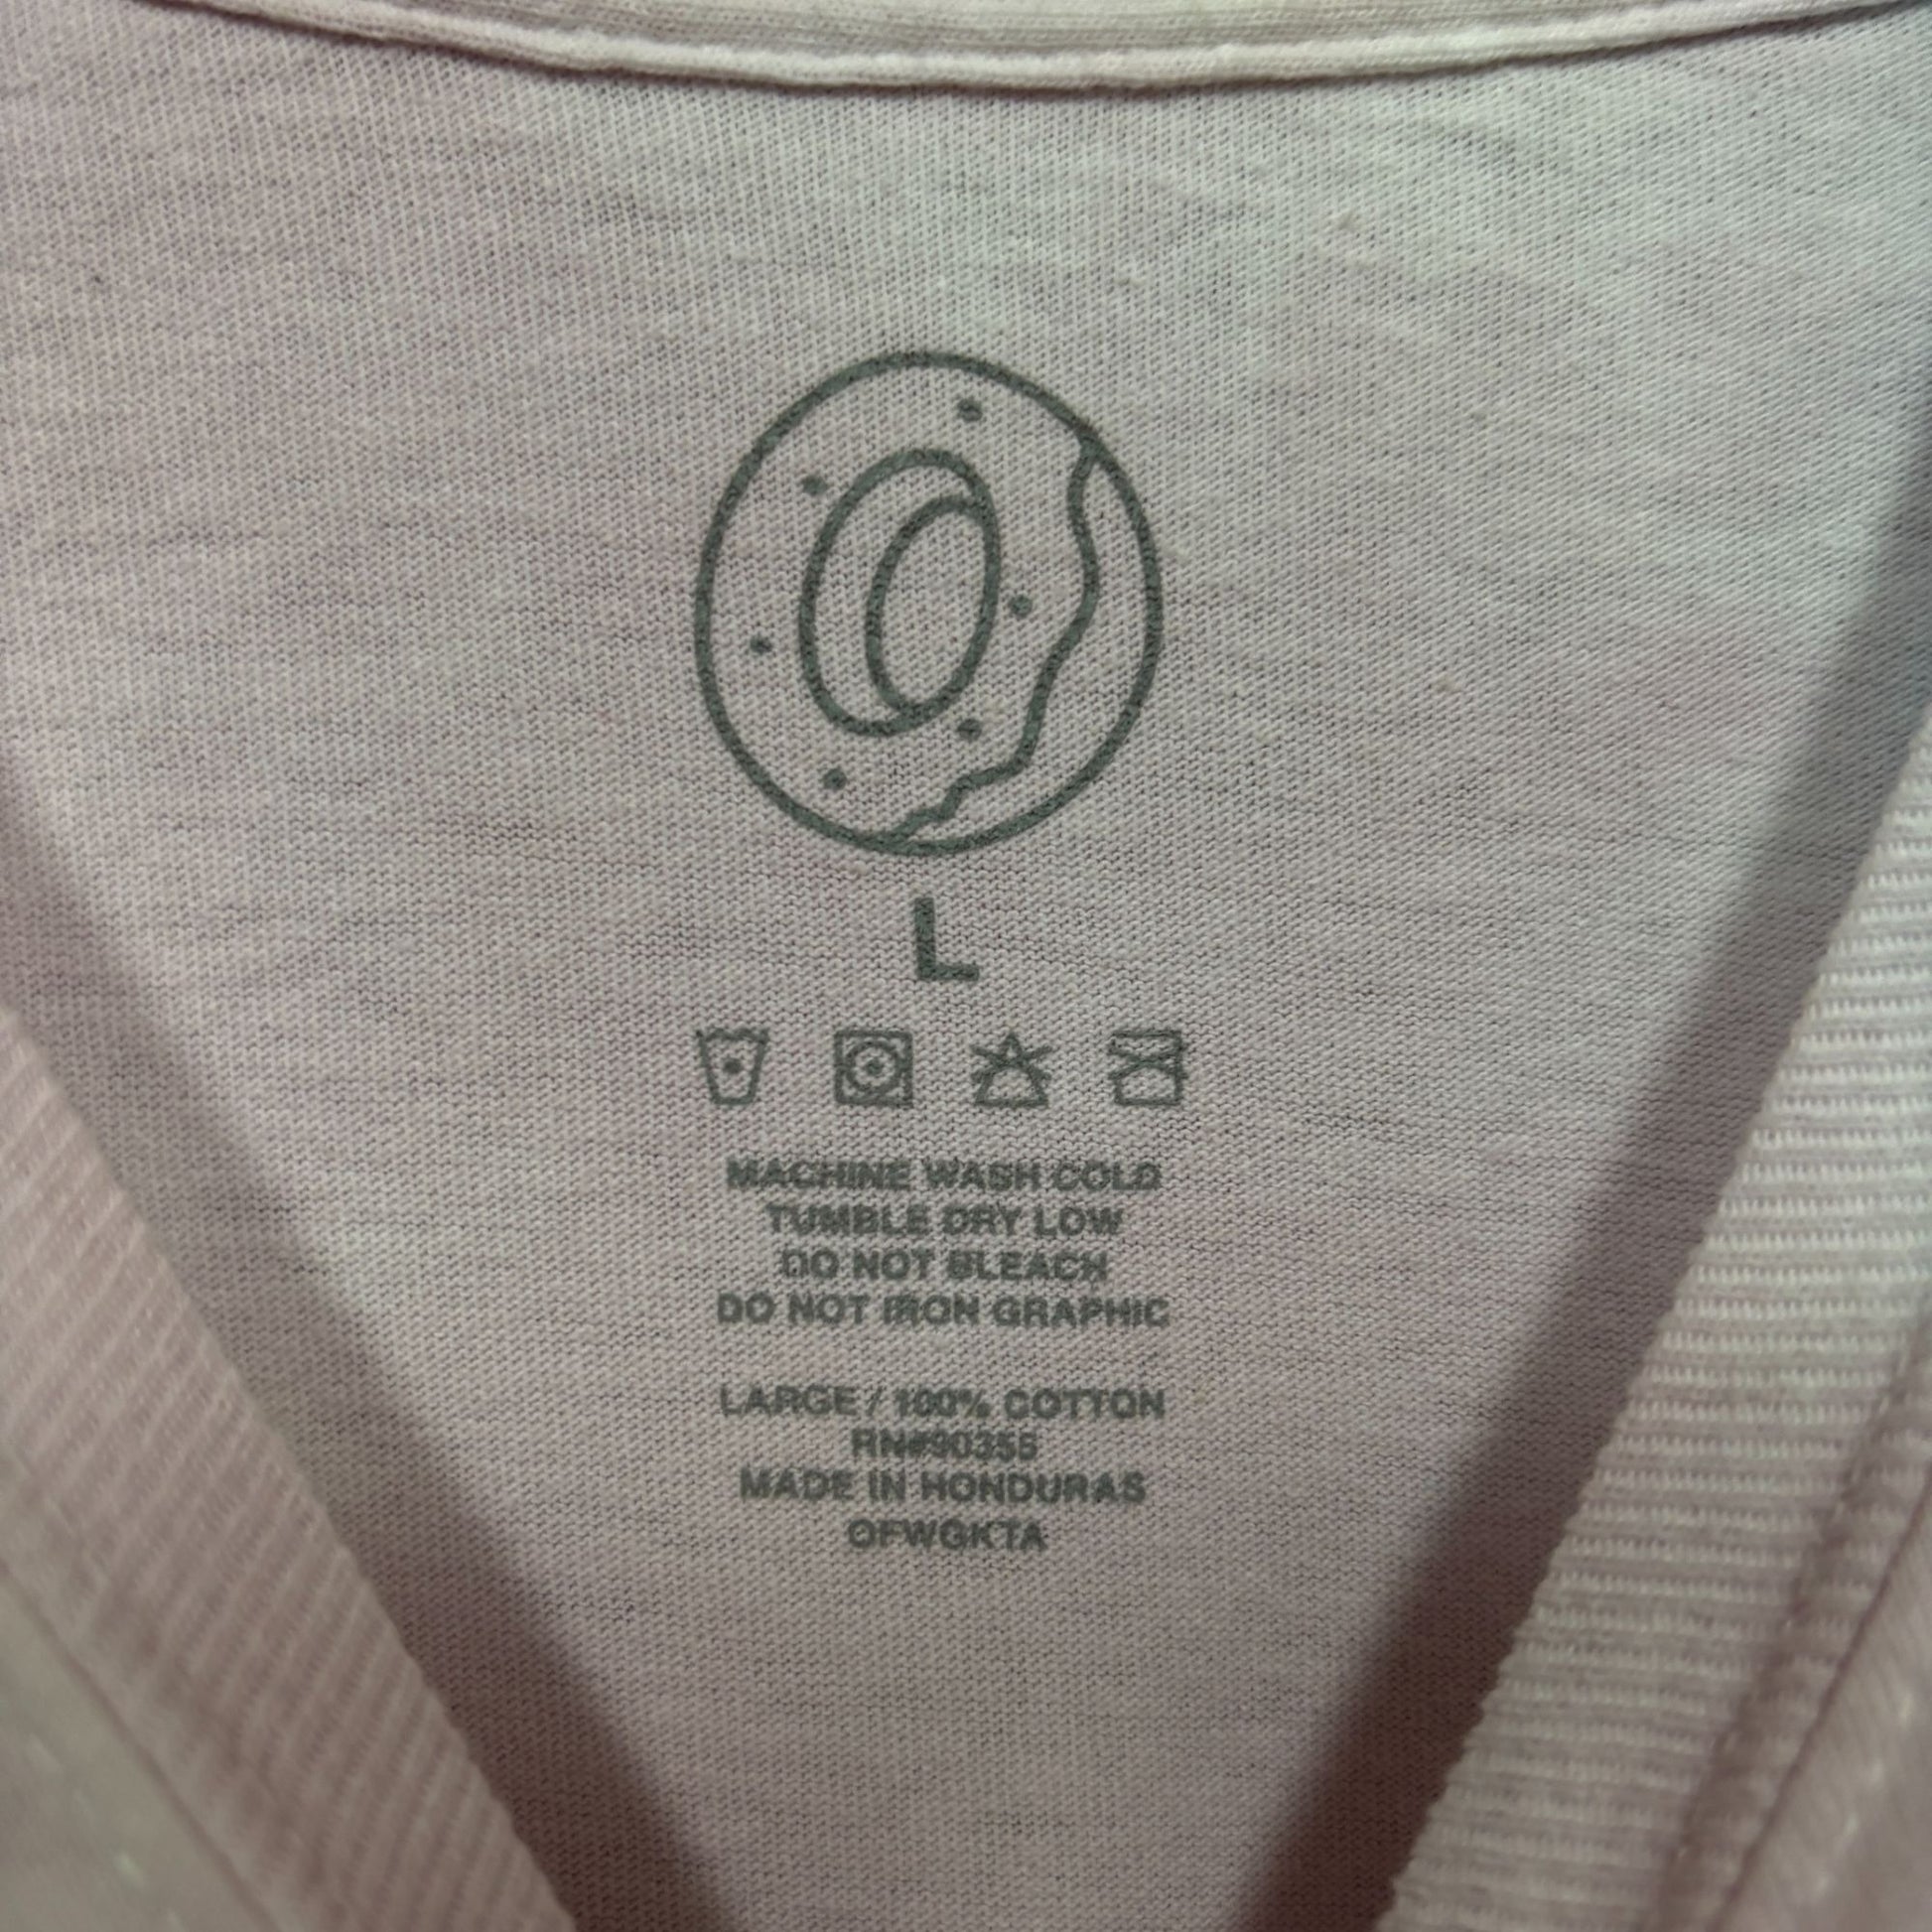 L
MACHINE WASH COLD
TUMBLE DRY LOW
DO NOT BLEACH
DO NOT IRON GRAPHIC
LARGE / 100% COTTON
RN#90356
MADE IN HONDURAS
OFWGKTA